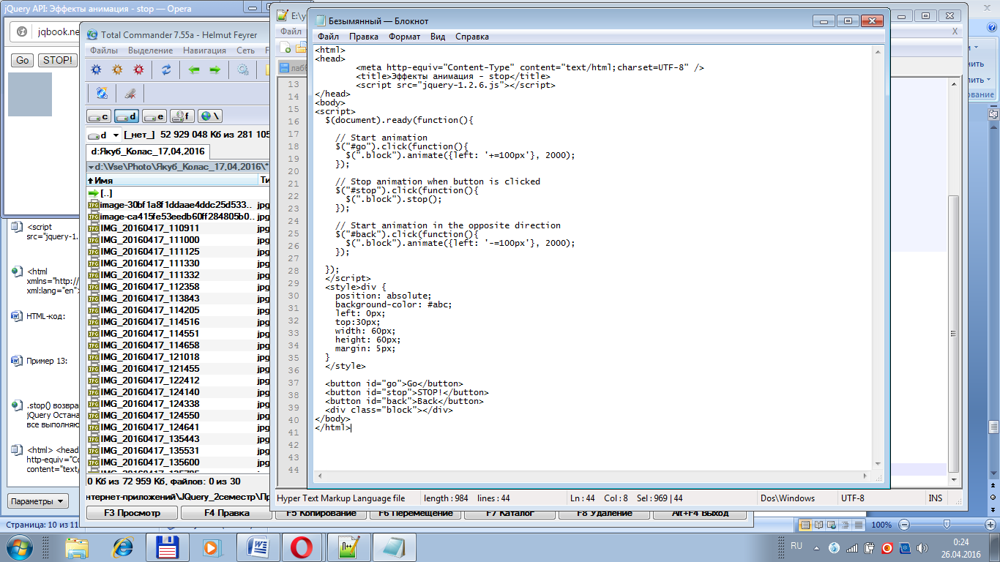 jQuery API: Эффекты анимация - stop — Opera
jqbook.ne
Go STOP!
Total Commander 7.55a - Helmut Feyrer
Файлы Выделение Навигация Сеть
c d e f \
d [_нет_] 52 929 048 Кб из 281 105
d:Якуб_Колас_17,04,2016
d:\Vse\Photo\Якуб_Колас_17,04,2016\*
Имя
[..]
image-30bf1a8f1ddaae4ddc25d533.. jpg
image-ca415fe53eedb60ff284805b0.. jpg
IMG_20160417_110911 jpg
IMG_20160417_111000 jpg
IMG_20160417_111125 jpg
IMG_20160417_111330 jpg
IMG_20160417_111332 jpg
IMG_20160417_112358 jpg
IMG_20160417_113843 jpg
IMG_20160417_114205 jpg
IMG_20160417_114516 jpg
IMG_20160417_114551 jpg
IMG_20160417_114658 jpg
IMG_20160417_121018 jpg
IMG_20160417_121455 jpg
IMG_20160417_122412 jpg
IMG_20160417_124140 jpg
IMG_20160417_124338 jpg
IMG_20160417_124550 jpg
IMG_20160417_124641 jpg
IMG_20160417_135443 jpg
IMG_20160417_135531 jpg
IMG_20160417_135600 jpg
0 Кб из 72 959 Кб, файлов: 0 из 30
нтернет-приложений\JQuery_2семестр\Пр
F3 Просмотр F4 Правка F5 Копирование F6 Перемещение F7 Каталог F8 Удаление Alt+F4 Выход
<script
src="jquery-1.
<html
xmlns="http://
xml:lang="en">
HTML-код:
Пример 13:
.stop() возвра
jQuery Остана
все выполняю
<html> <head
http-equiv="Co
content="text/
Параметры
Страница: 10 из 11
E:\y
Файл
лаб6
13
14
15
16
17
18
19
20
21
22
23
24
25
26
27
28
29
30
31
32
33
34
35
36
37
38
39
40
41
42
43
44
Безымянный — Блокнот
Файл Правка Формат Вид Справка
<html>
<head>
<meta http-equiv="Content-Type" content="text/html;charset=UTF-8" />
<title>Эффекты анимация - stop</title>
<script src="jquery-1.2.6.js"></script>
</head>
<body>
<script>
$(document).ready(function(){
// Start animation
$("#go").click(function(){
$(".block").animate({left: '+=100px'}, 2000);
});
// Stop animation when button is clicked
$("#stop").click(function(){
$(".block").stop();
});
// Start animation in the opposite direction
$("#back").click(function(){
$(".block").animate({left: '-=100px'}, 2000);
});
});
</script>
<style>div {
position: absolute;
background-color: #abc;
left: 0px;
top:30px;
width: 60px;
height: 60px;
margin: 5px;
}
</style>
<button id="go">Go</button>
<button id="stop">STOP!</button>
<button id="back">Back</button>
<div class="block"></div>
</body>
</html>
Hyper Text Markup Language file length : 984 lines : 44 Ln : 44 Col : 8 Sel : 969 | 44 Dos\Windows UTF-8 INS
100%
RU 0:24
26.04.2016